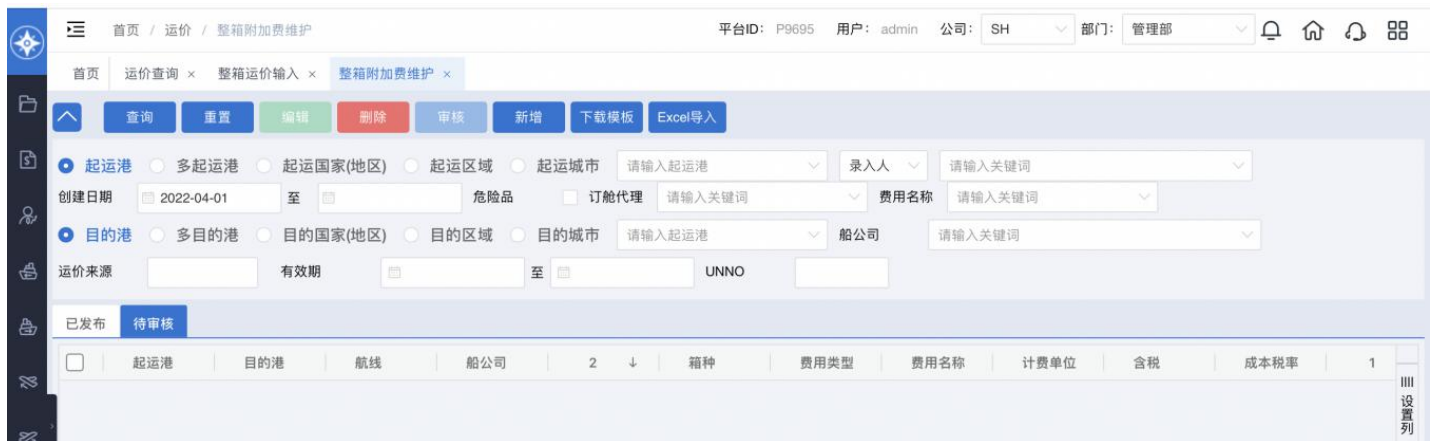 首页 / 运价 / 整箱附加费维护 平台ID: P9695 用户: admin 公司: SH 部门: 管理部
首页 运价查询 × 整箱运价输入 × 整箱附加费维护 ×
查询 重置 编辑 删除 审核 新增 下载模板 Excel导入
起运港 多起运港 起运国家(地区) 起运区域 起运城市 请输入起运港 录入人 请输入关键词
创建日期 2022-04-01 至 危险品 订舱代理 请输入关键词 费用名称 请输入关键词
目的港 多目的港 目的国家(地区) 目的区域 目的城市 请输入起运港 船公司 请输入关键词
运价来源 有效期 至 UNNO
已发布 待审核
起运港 目的港 航线 船公司 2 ↓ 箱种 费用类型 费用名称 计费单位 含税 成本税率 1
设置列